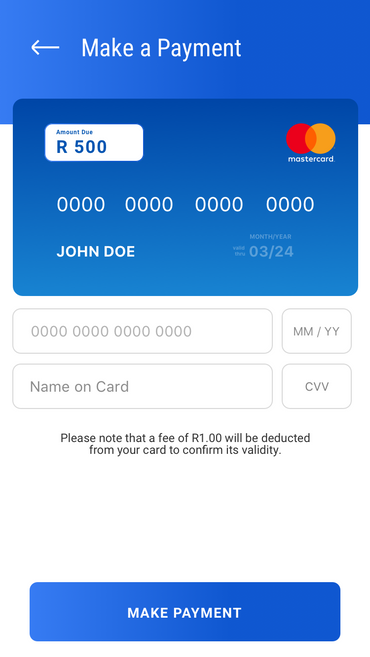 Make a Payment
Amount Due
R 500
mastercard.
0000 0000 0000 0000
MONTH/YEAR
JOHN DOE
valid thru
03/24
0000 0000 0000 0000
MM / YY
Name on Card
CVV
Please note that a fee of R1.00 will be deducted
from your card to confirm its validity.
MAKE PAYMENT